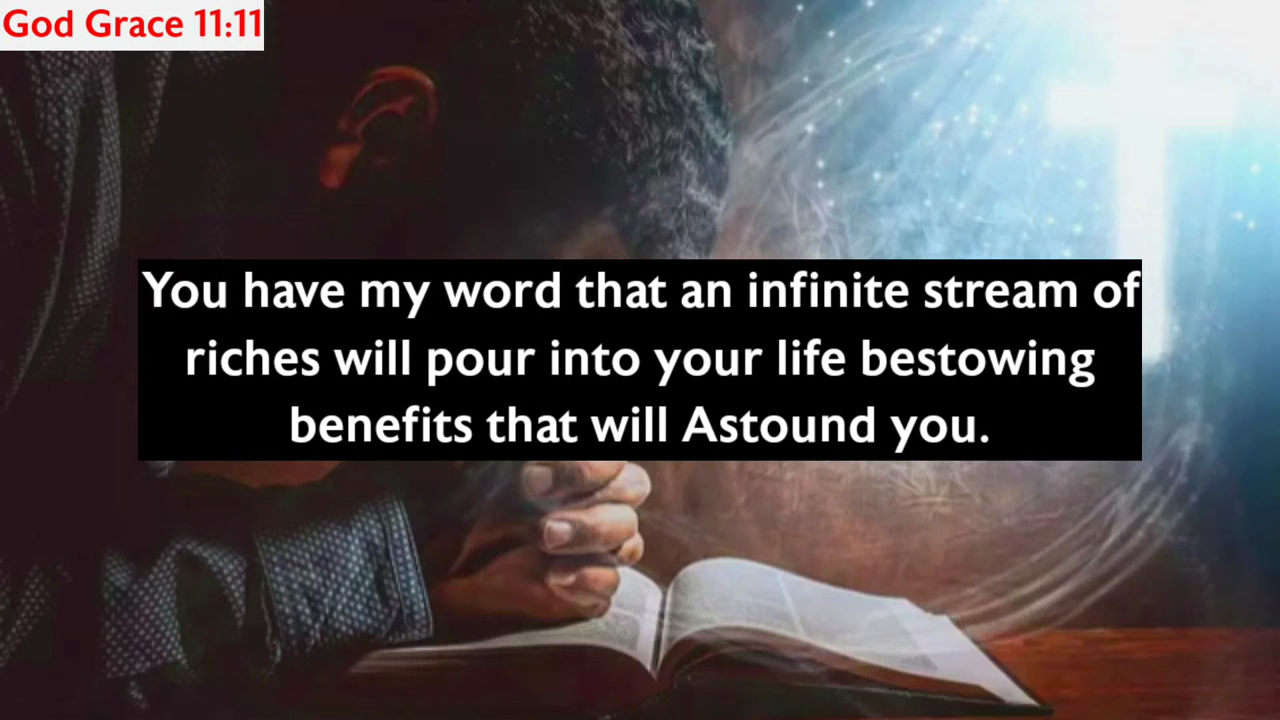 God Grace 11:11
You have my word that an infinite stream of
riches will pour into your life bestowing
benefits that will Astound you.